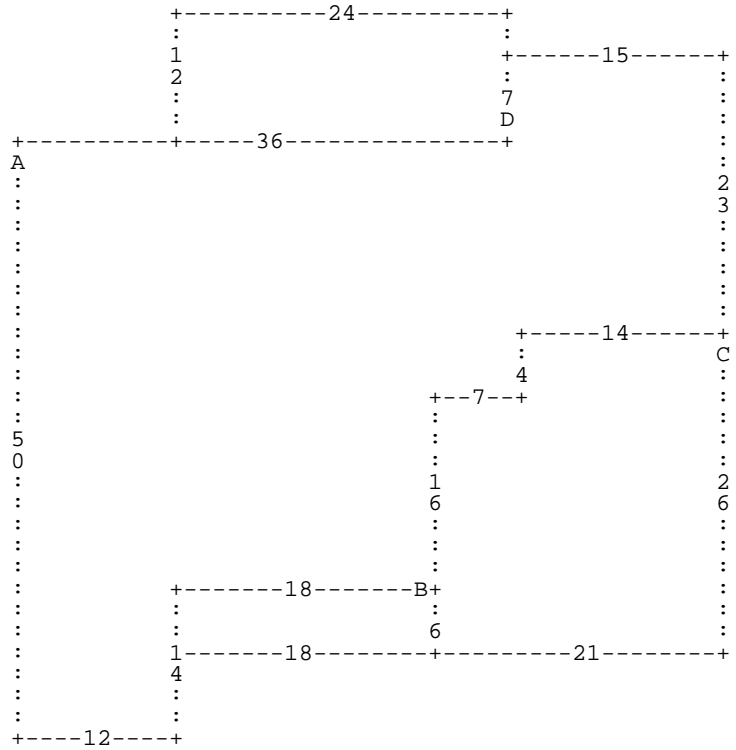 +-----------24----------+
: :
1 +------15-------+
2 : :
: 7 :
: D :
+----------+-----36---------------+ :
A :
: 2
: 3
: :
: :
: :
: :
: +-----14------+
: : C
: 4 :
: +--7--+ :
: : :
5 : :
0 : :
: 1 2
: 6 6
: : :
: : :
: : :
: +-------18-------B+ :
: : : :
: : 6 :
: 1-------18--------+---------21--------+
: 4
: :
: :
+----12----+